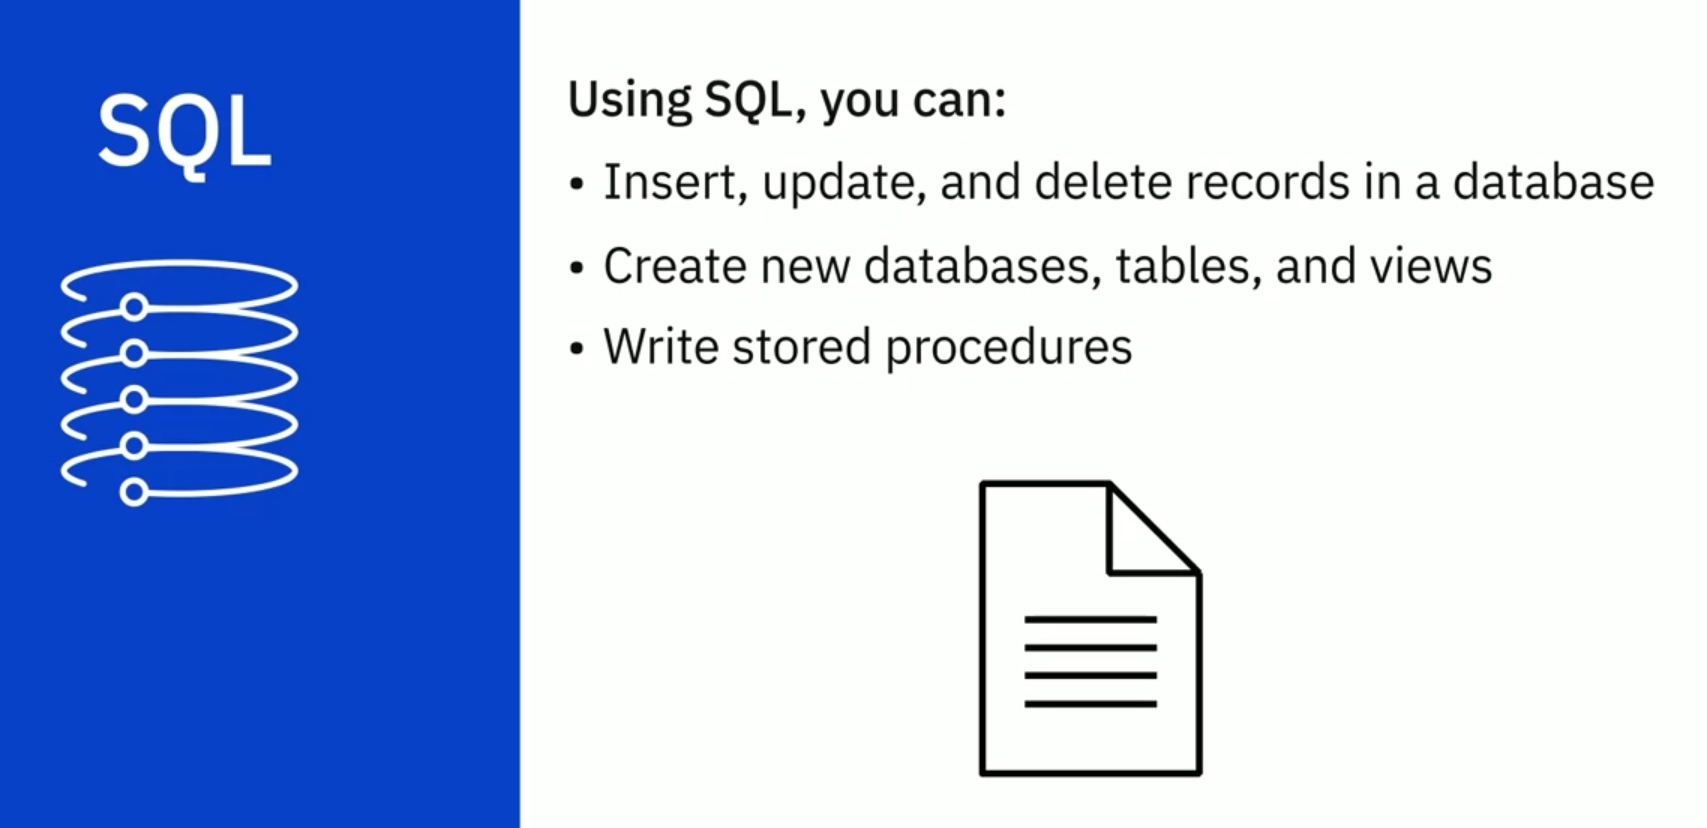 SQL
Using SQL, you can:
• Insert, update, and delete records in a database
• Create new databases, tables, and views
• Write stored procedures